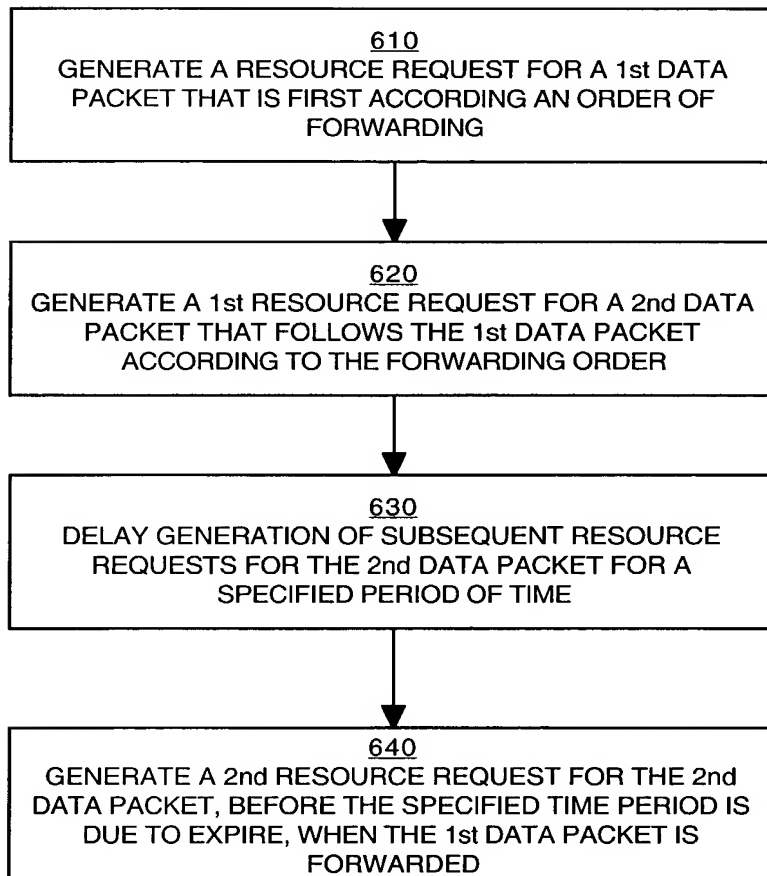 610
GENERATE A RESOURCE REQUEST FOR A 1st DATA
PACKET THAT IS FIRST ACCORDING AN ORDER OF
FORWARDING
620
GENERATE A 1st RESOURCE REQUEST FOR A 2nd DATA
PACKET THAT FOLLOWS THE 1st DATA PACKET
ACCORDING TO THE FORWARDING ORDER
630
DELAY GENERATION OF SUBSEQUENT RESOURCE
REQUESTS FOR THE 2nd DATA PACKET FOR A
SPECIFIED PERIOD OF TIME
640
GENERATE A 2nd RESOURCE REQUEST FOR THE 2nd
DATA PACKET, BEFORE THE SPECIFIED TIME PERIOD IS
DUE TO EXPIRE, WHEN THE 1st DATA PACKET IS
FORWARDED